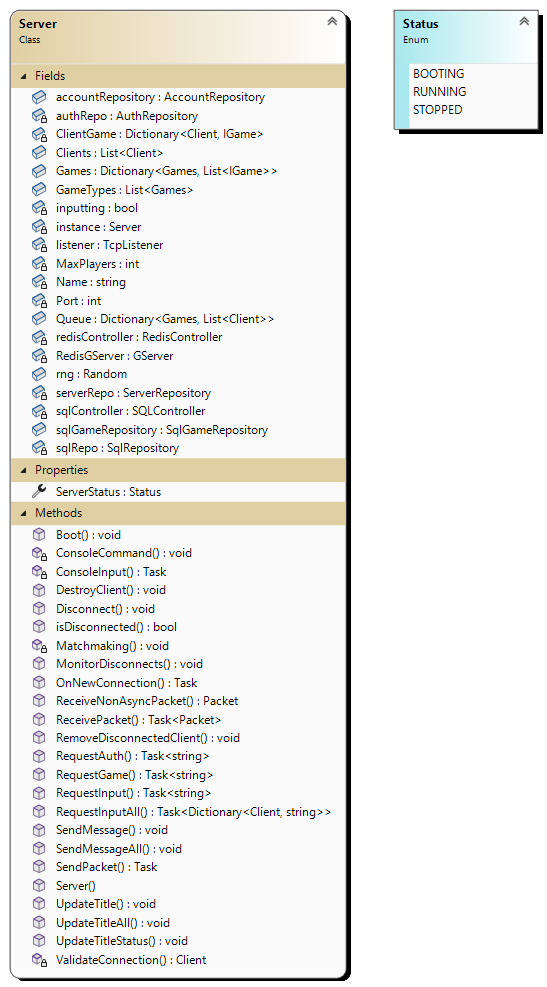 Server
Class
Fields
accountRepository : AccountRepository
authRepo : AuthRepository
ClientGame : Dictionary<Client, IGame>
Clients : List<Client>
Games : Dictionary<Games, List<IGame>>
GameTypes : List<Games>
inputting : bool
instance : Server
listener : TcpListener
MaxPlayers : int
Name : string
Port : int
Queue : Dictionary<Games, List<Client>>
redisController : RedisController
RedisGServer : GServer
rng : Random
serverRepo : ServerRepository
sqlController : SQLController
sqlGameRepository : SqlGameRepository
sqlRepo : SqlRepository
Properties
ServerStatus : Status
Methods
Boot() : void
ConsoleCommand() : void
ConsoleInput() : Task
DestroyClient() : void
Disconnect() : void
isDisconnected() : bool
Matchmaking() : void
MonitorDisconnects() : void
OnNewConnection() : Task
ReceiveNonAsyncPacket() : Packet
ReceivePacket() : Task<Packet>
RemoveDisconnectedClient() : void
RequestAuth() : Task<string>
RequestGame() : Task<string>
RequestInput() : Task<string>
RequestInputAll() : Task<Dictionary<Client, string>>
SendMessage() : void
SendMessageAll() : void
SendPacket() : Task
Server()
UpdateTitle() : void
UpdateTitleAll() : void
UpdateTitleStatus() : void
ValidateConnection() : Client
Status
Enum
BOOTING
RUNNING
STOPPED